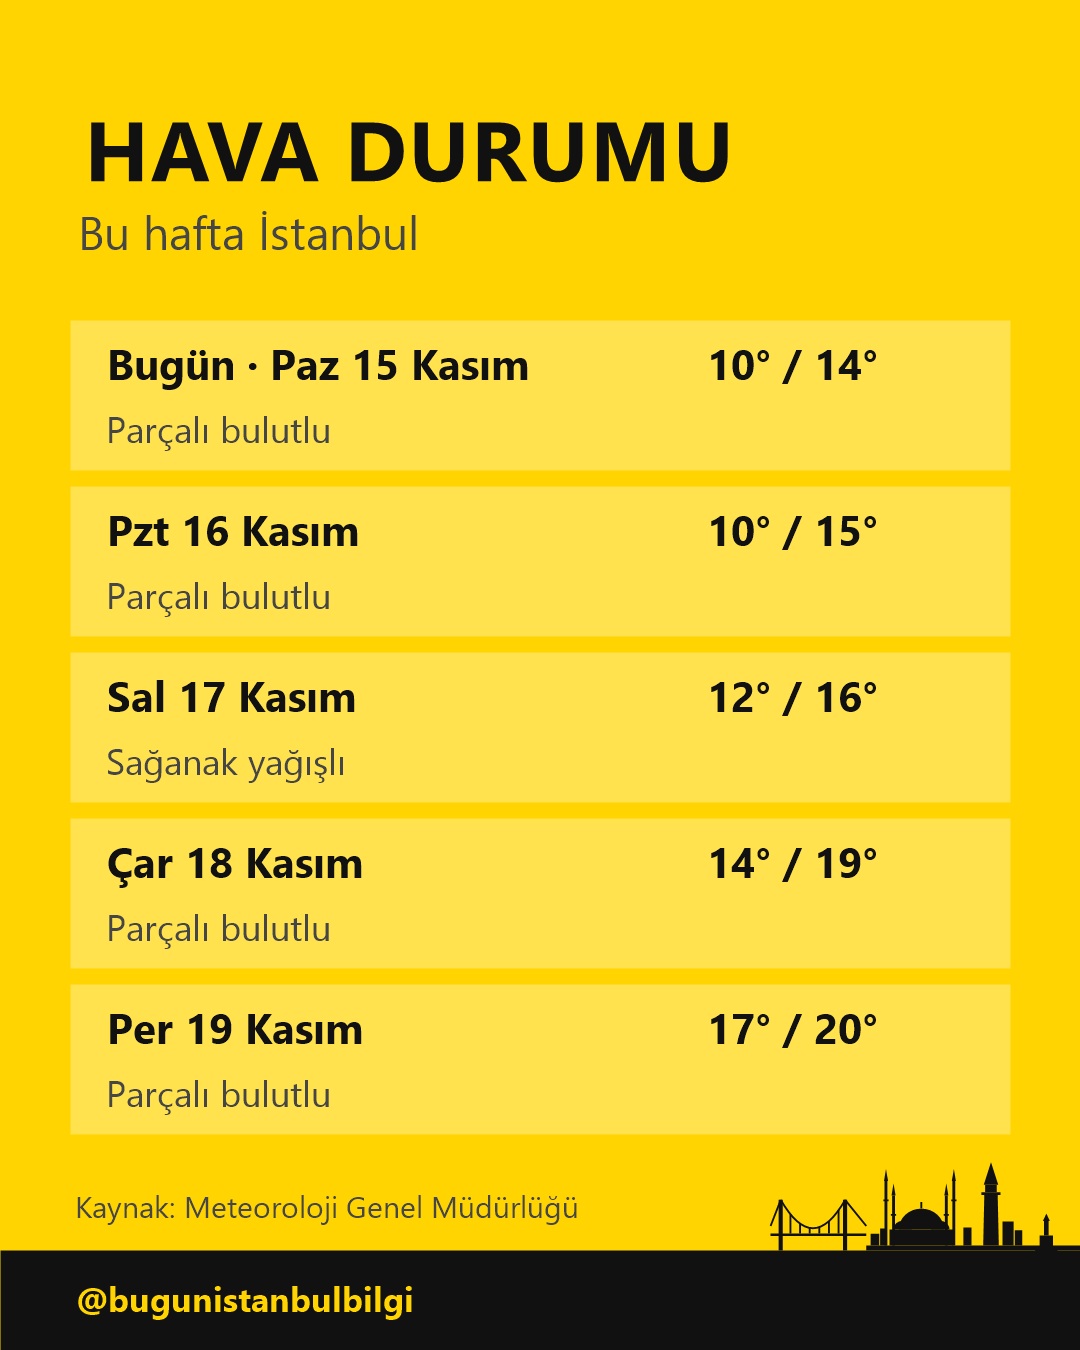 HAVA DURUMU
Bu hafta İstanbul
Bugün · Paz 15 Kasım 10° / 14°
Parçalı bulutlu
Pzt 16 Kasım 10° / 15°
Parçalı bulutlu
Sal 17 Kasım 12° / 16°
Sağanak yağışlı
Çar 18 Kasım 14° / 19°
Parçalı bulutlu
Per 19 Kasım 17° / 20°
Parçalı bulutlu
Kaynak: Meteoroloji Genel Müdürlüğü
@bugunistanbulbilgi